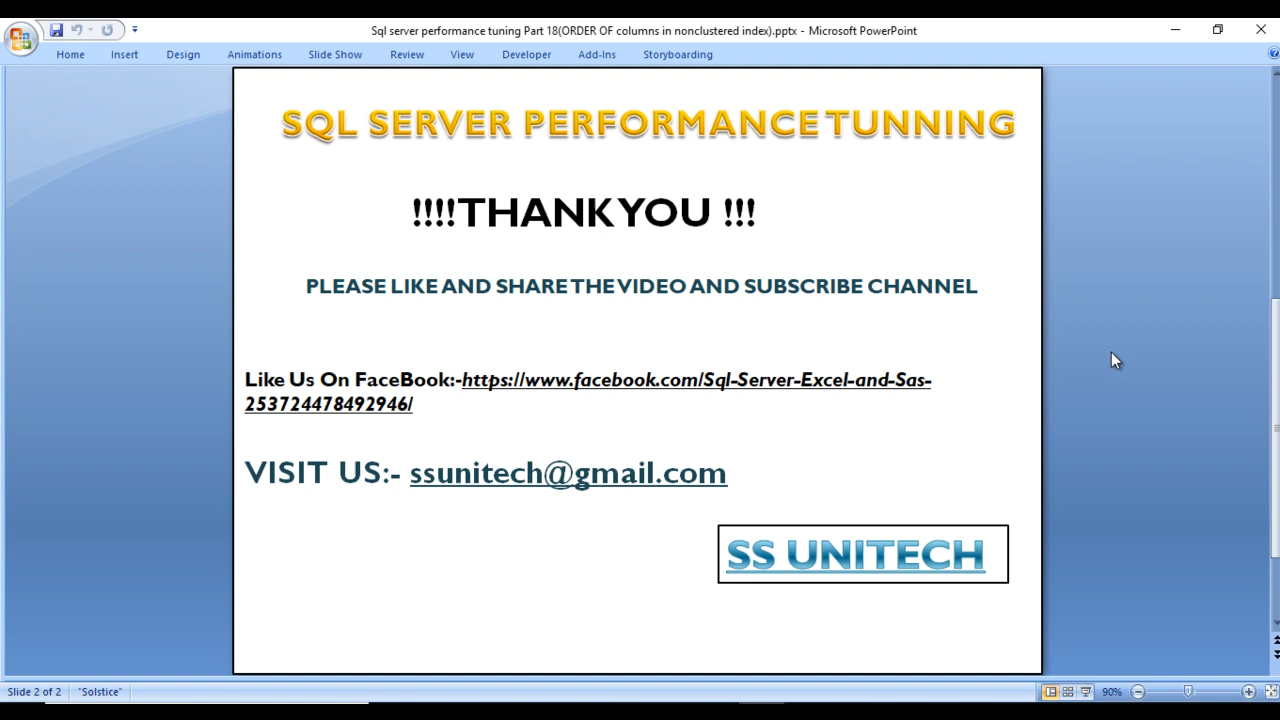 Sql server performance tuning Part 18(ORDER OF columns in nonclustered index).pptx - Microsoft PowerPoint
Home Insert Design Animations Slide Show Review View Developer Add-Ins Storyboarding
SQL SERVER PERFORMANCE TUNNING
!!!!THANK YOU !!!
PLEASE LIKE AND SHARE THE VIDEO AND SUBSCRIBE CHANNEL
Like Us On FaceBook:-https://www.facebook.com/Sql-Server-Excel-and-Sas-
253724478492946/
VISIT US:- ssunitech@gmail.com
SS UNITECH
Slide 2 of 2 "Solstice" 90%